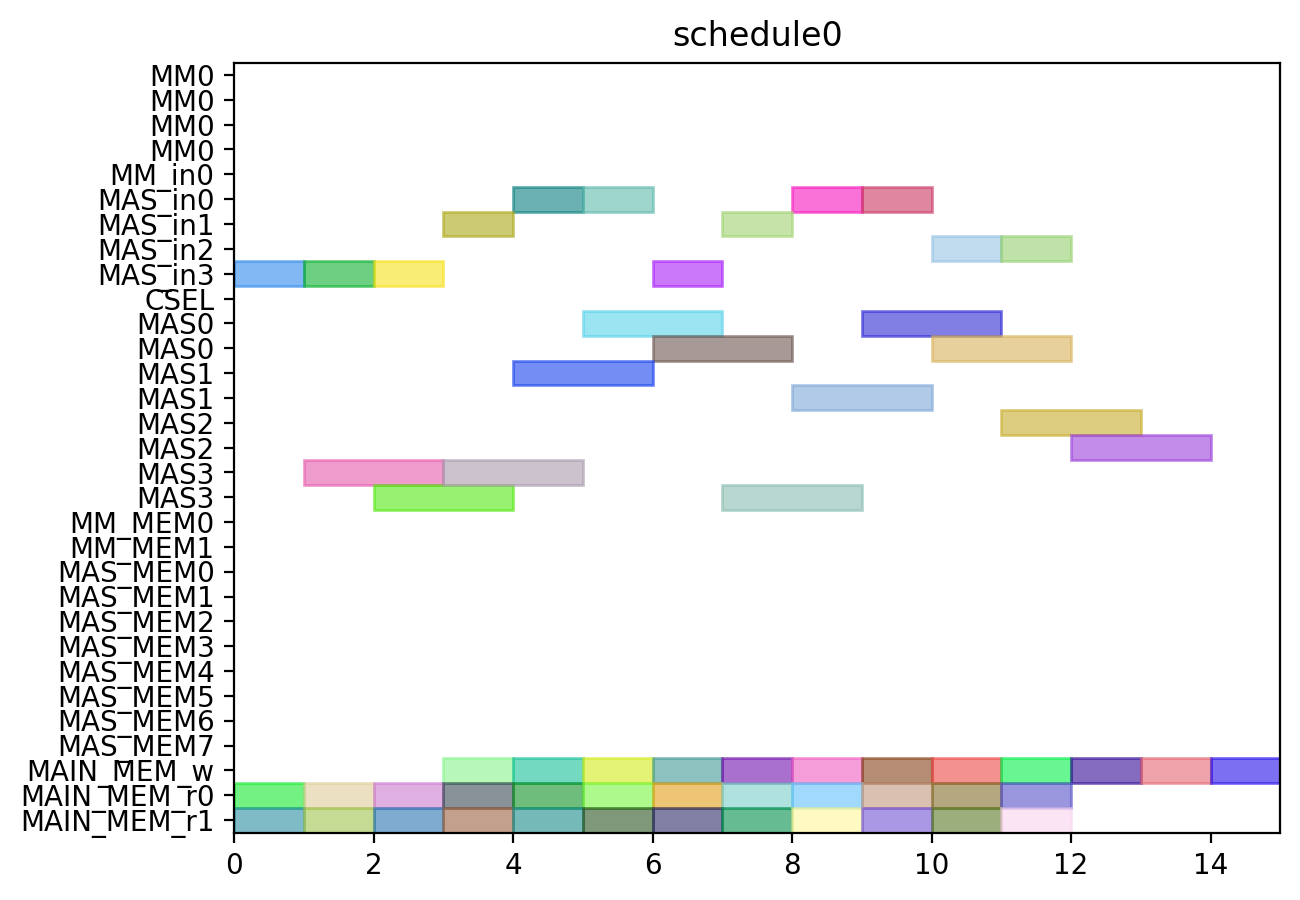 schedule0
MM0
MM0
MM0
MM0
MM_in0
MAS_in0
MAS_in1
MAS_in2
MAS_in3
CSEL
MAS0
MAS0
MAS1
MAS1
MAS2
MAS2
MAS3
MAS3
MM_MEM0
MM_MEM1
MAS_MEM0
MAS_MEM1
MAS_MEM2
MAS_MEM3
MAS_MEM4
MAS_MEM5
MAS_MEM6
MAS_MEM7
MAIN_MEM_w
MAIN_MEM_r0
MAIN_MEM_r1
0 2 4 6 8 10 12 14